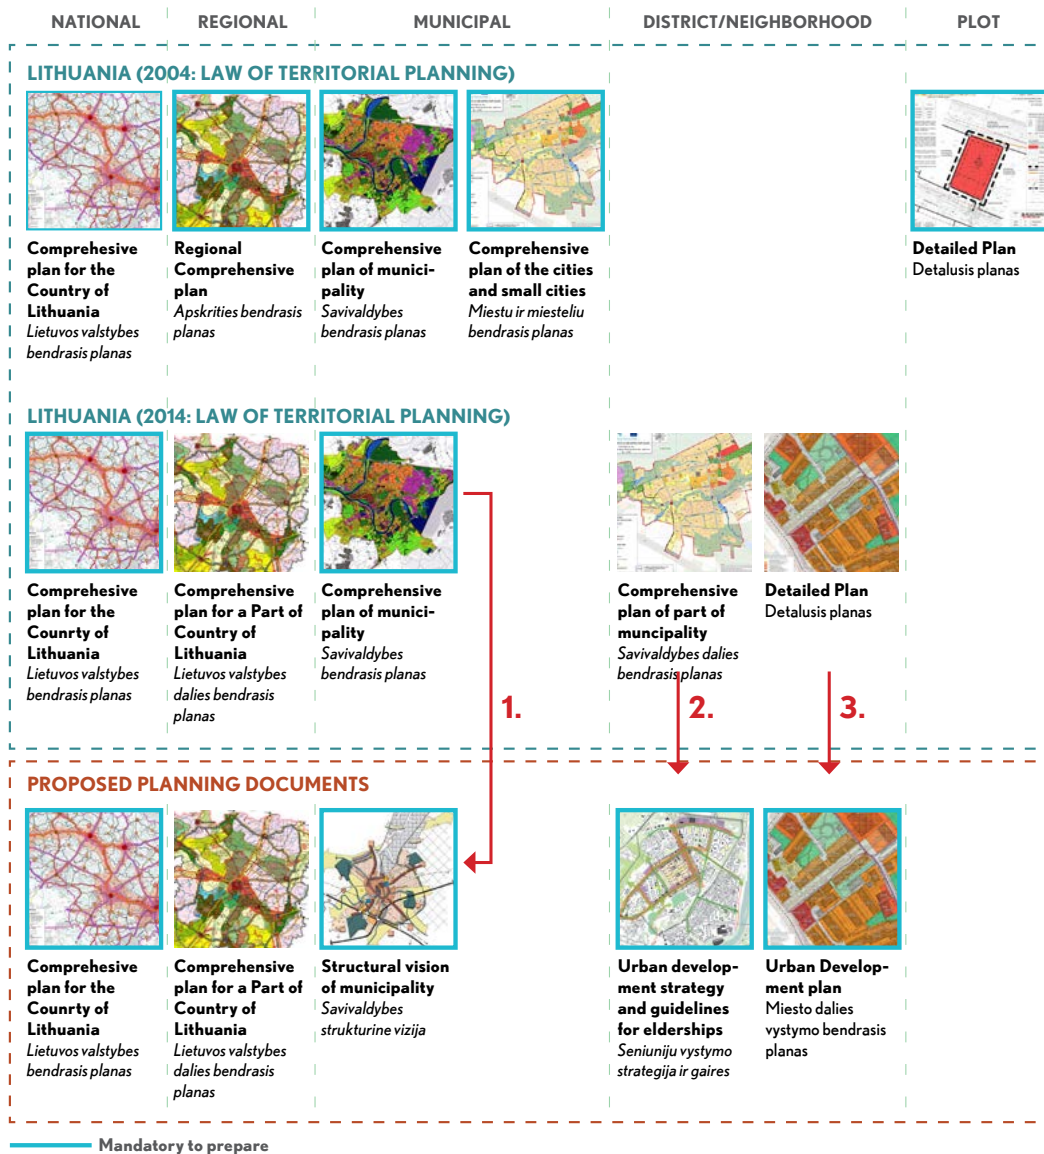 NATIONAL
REGIONAL
MUNICIPAL
DISTRICT/NEIGHBORHOOD
PLOT
LITHUANIA (2004: LAW OF TERRITORIAL PLANNING)
Comprehesive
plan for the
Country of
Lithuania
Lietuvos valstybes
bendrasis planas
Regional
Comprehensive
plan
Apskrities bendrasis
planas
Comprehensive
plan of munici-
pality
Savivaldybes
bendrasis planas
Comprehensive
plan of the cities
and small cities
Miestu ir miesteliu
bendrasis planas
Detailed Plan
Detalusis planas
LITHUANIA (2014: LAW OF TERRITORIAL PLANNING)
Comprehesive
plan for the
Counrty of
Lithuania
Lietuvos valstybes
bendrasis planas
Comprehensive
plan for a Part of
Country of
Lithuania
Lietuvos valstybes
dalies bendrasis
planas
Comprehensive
plan of munici-
pality
Savivaldybes
bendrasis planas
Comprehensive
plan of part of
muncipality
Savivaldybes dalies
bendrasis planas
Detailed Plan
Detalusis planas
1.
2.
3.
PROPOSED PLANNING DOCUMENTS
Comprehesive
plan for the
Counrty of
Lithuania
Lietuvos valstybes
bendrasis planas
Comprehensive
plan for a Part of
Country of
Lithuania
Lietuvos valstybes
dalies bendrasis
planas
Structural vision
of municipality
Savivaldybes
strukturine vizija
Urban develop-
ment strategy
and guidelines
for elderships
Seniuniju vystymo
strategija ir gaires
Urban Develop-
ment plan
Miesto dalies
vystymo bendrasis
planas
Mandatory to prepare